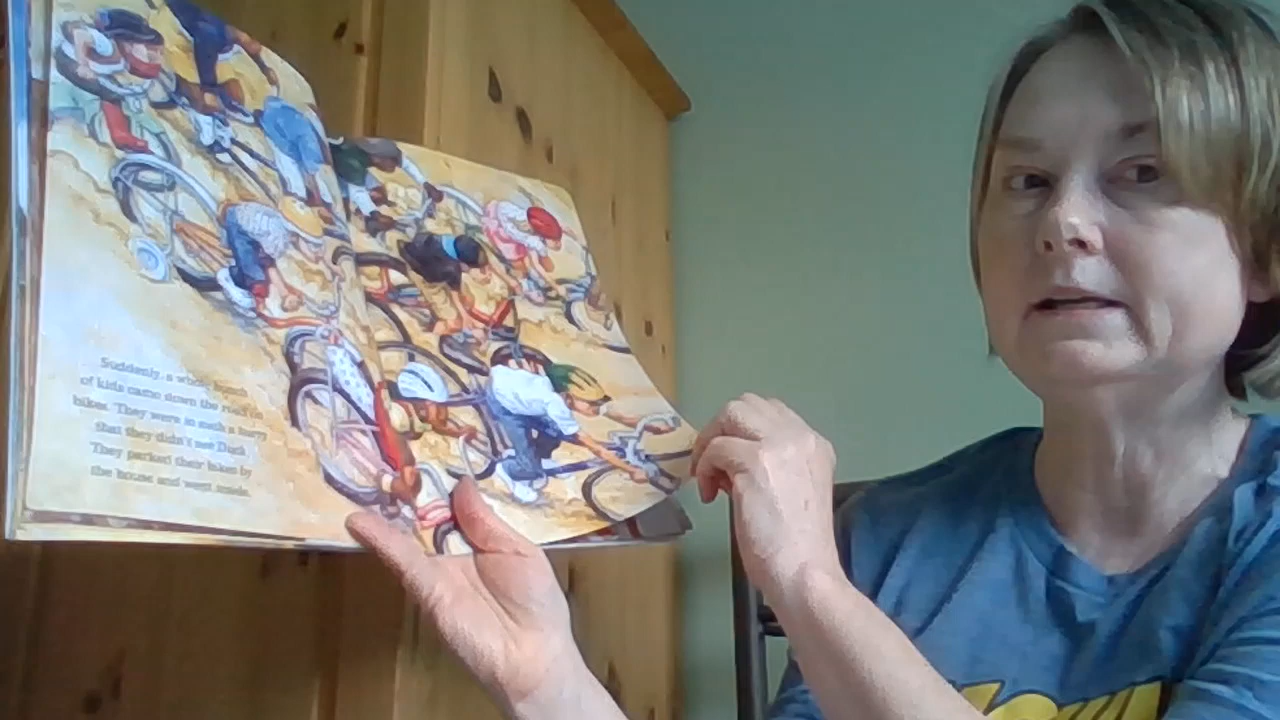 Suddenly, a whole bunch
of kids came down the road on
bikes. They were in such a hurry
that they didn't see Duck.
They parked their bikes by
the house and went inside.